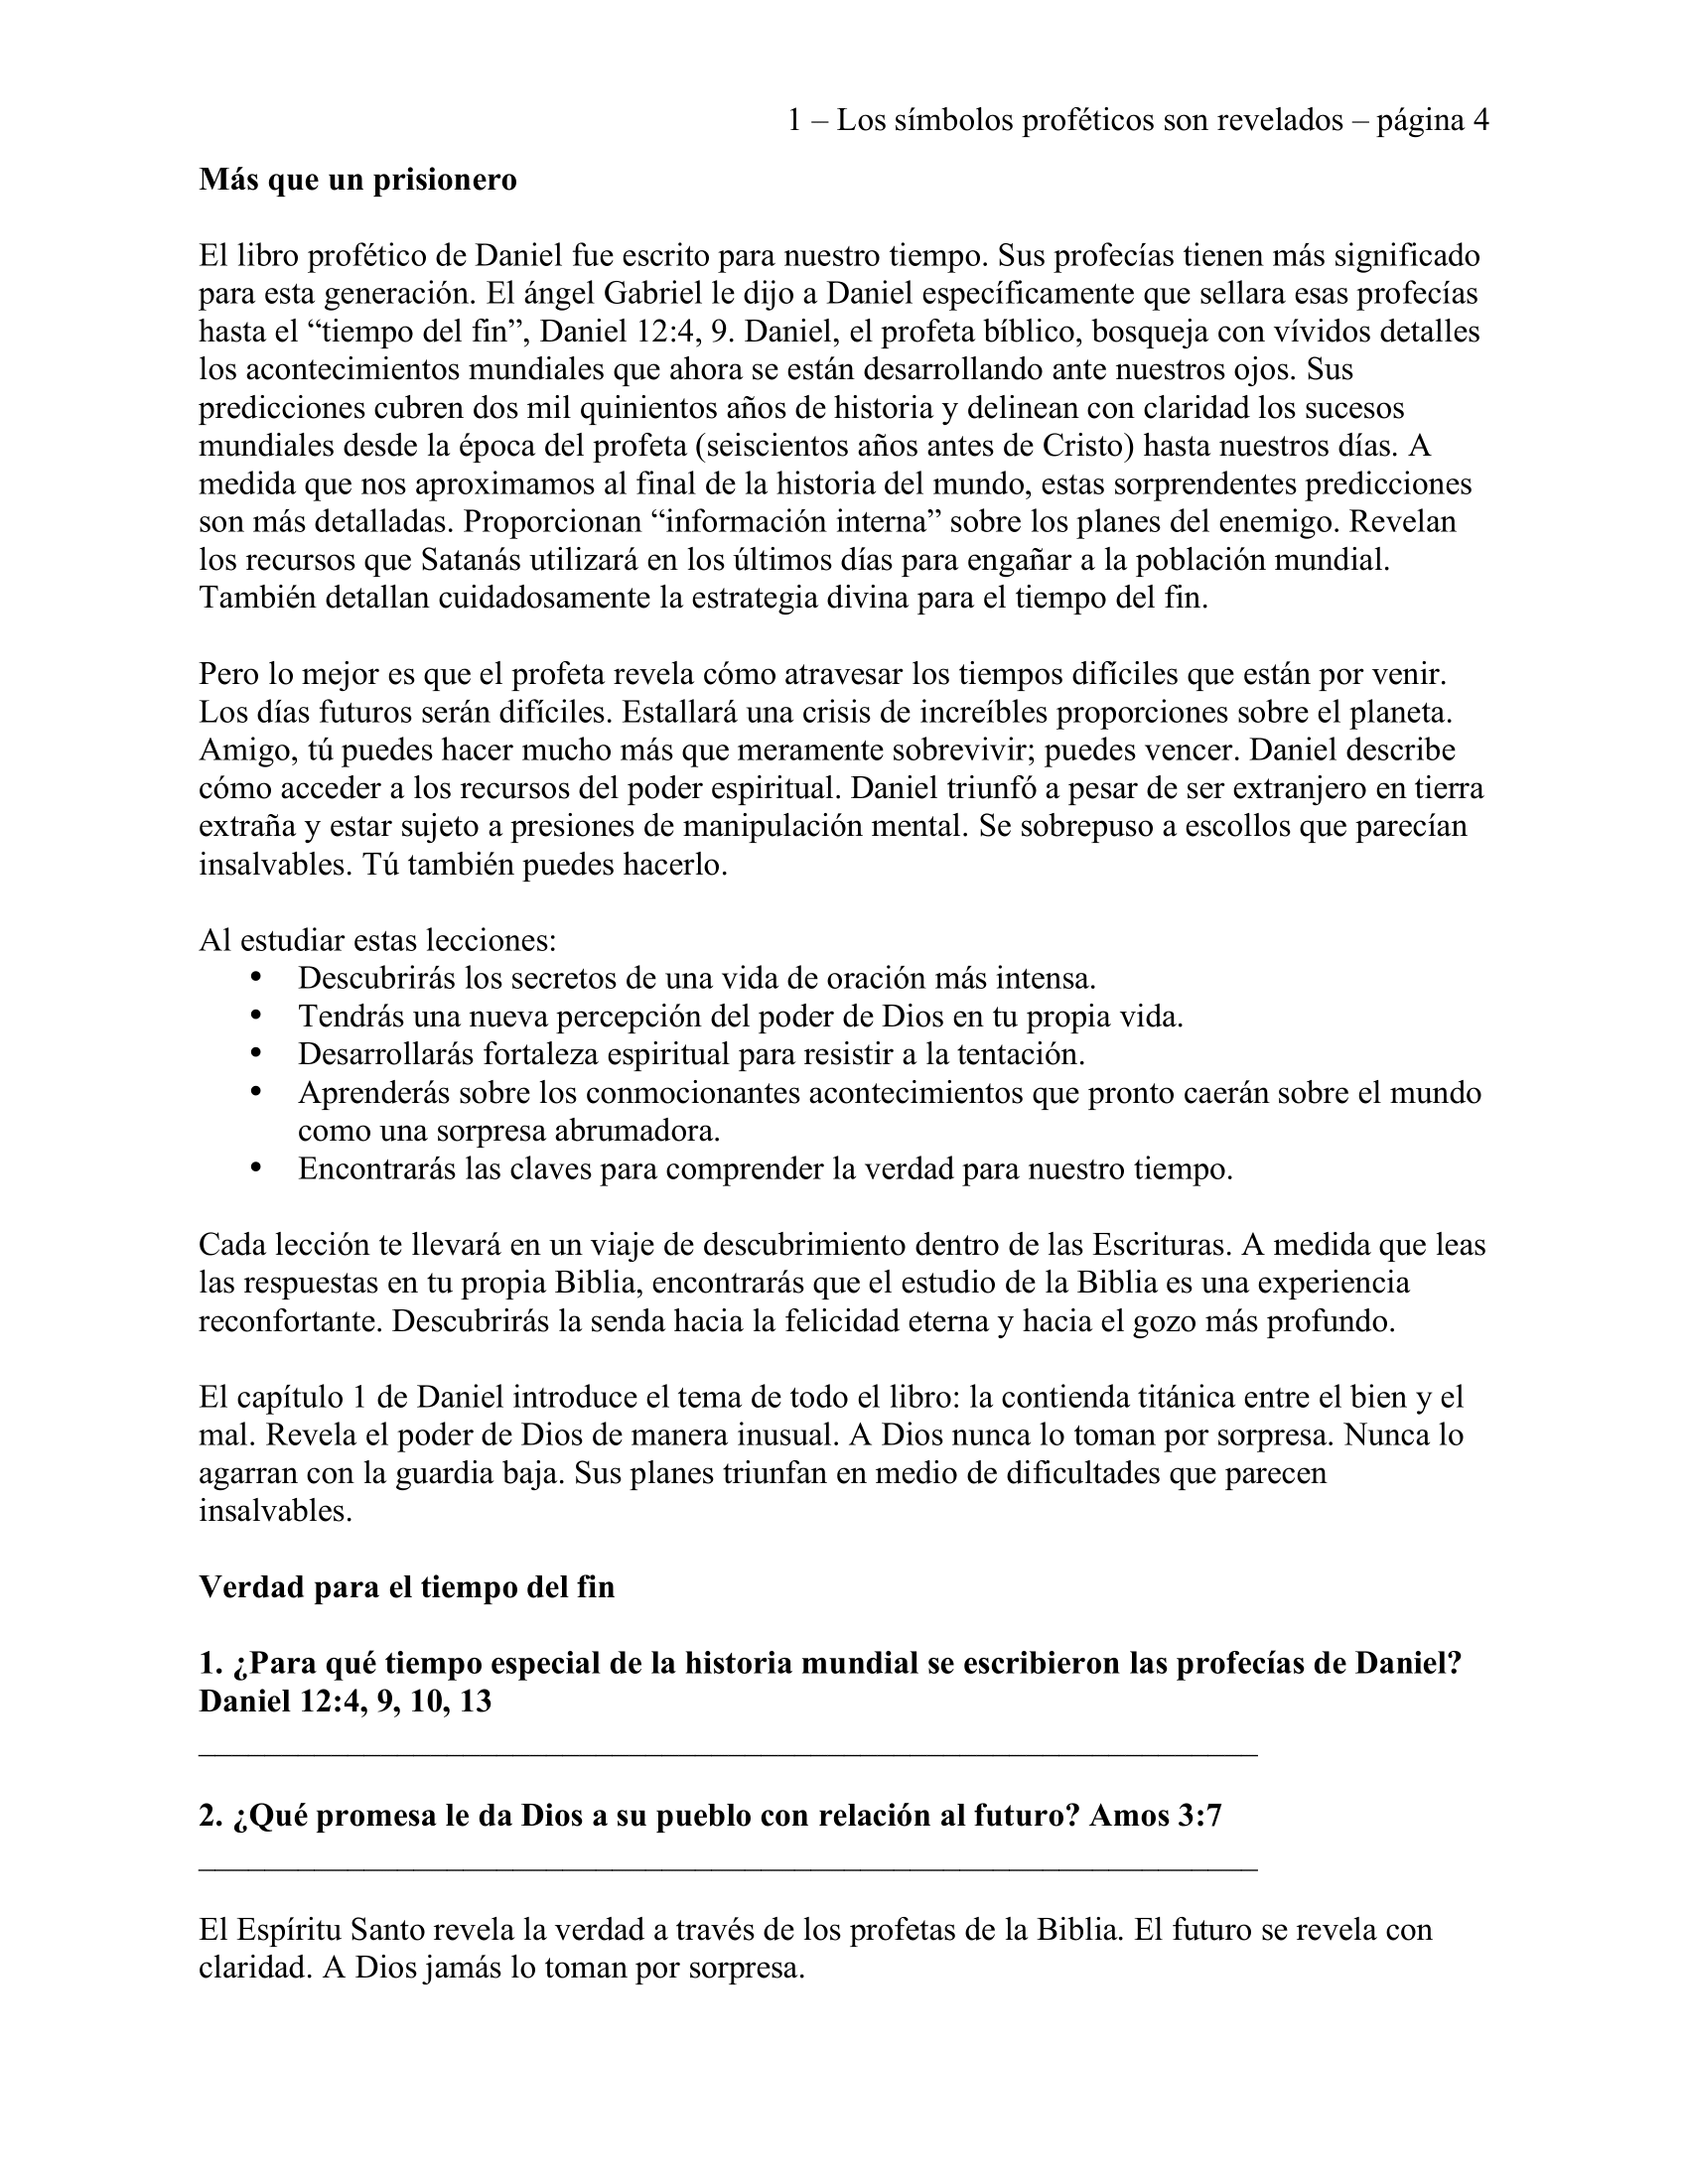 1 – Los símbolos proféticos son revelados – página 4
Más que un prisionero
El libro profético de Daniel fue escrito para nuestro tiempo. Sus profecías tienen más significado
para esta generación. El ángel Gabriel le dijo a Daniel específicamente que sellara esas profecías
hasta el “tiempo del fin”, Daniel 12:4, 9. Daniel, el profeta bíblico, bosqueja con vívidos detalles
los acontecimientos mundiales que ahora se están desarrollando ante nuestros ojos. Sus
predicciones cubren dos mil quinientos años de historia y delinean con claridad los sucesos
mundiales desde la época del profeta (seiscientos años antes de Cristo) hasta nuestros días. A
medida que nos aproximamos al final de la historia del mundo, estas sorprendentes predicciones
son más detalladas. Proporcionan “información interna” sobre los planes del enemigo. Revelan
los recursos que Satanás utilizará en los últimos días para engañar a la población mundial.
También detallan cuidadosamente la estrategia divina para el tiempo del fin.
Pero lo mejor es que el profeta revela cómo atravesar los tiempos difíciles que están por venir.
Los días futuros serán difíciles. Estallará una crisis de increíbles proporciones sobre el planeta.
Amigo, tú puedes hacer mucho más que meramente sobrevivir; puedes vencer. Daniel describe
cómo acceder a los recursos del poder espiritual. Daniel triunfó a pesar de ser extranjero en tierra
extraña y estar sujeto a presiones de manipulación mental. Se sobrepuso a escollos que parecían
insalvables. Tú también puedes hacerlo.
Al estudiar estas lecciones:
• Descubrirás los secretos de una vida de oración más intensa.
• Tendrás una nueva percepción del poder de Dios en tu propia vida.
• Desarrollarás fortaleza espiritual para resistir a la tentación.
• Aprenderás sobre los conmocionantes acontecimientos que pronto caerán sobre el mundo
como una sorpresa abrumadora.
• Encontrarás las claves para comprender la verdad para nuestro tiempo.
Cada lección te llevará en un viaje de descubrimiento dentro de las Escrituras. A medida que leas
las respuestas en tu propia Biblia, encontrarás que el estudio de la Biblia es una experiencia
reconfortante. Descubrirás la senda hacia la felicidad eterna y hacia el gozo más profundo.
El capítulo 1 de Daniel introduce el tema de todo el libro: la contienda titánica entre el bien y el
mal. Revela el poder de Dios de manera inusual. A Dios nunca lo toman por sorpresa. Nunca lo
agarran con la guardia baja. Sus planes triunfan en medio de dificultades que parecen
insalvables.
Verdad para el tiempo del fin
1. ¿Para qué tiempo especial de la historia mundial se escribieron las profecías de Daniel?
Daniel 12:4, 9, 10, 13
________________________________________________________________
2. ¿Qué promesa le da Dios a su pueblo con relación al futuro? Amos 3:7
________________________________________________________________
El Espíritu Santo revela la verdad a través de los profetas de la Biblia. El futuro se revela con
claridad. A Dios jamás lo toman por sorpresa.